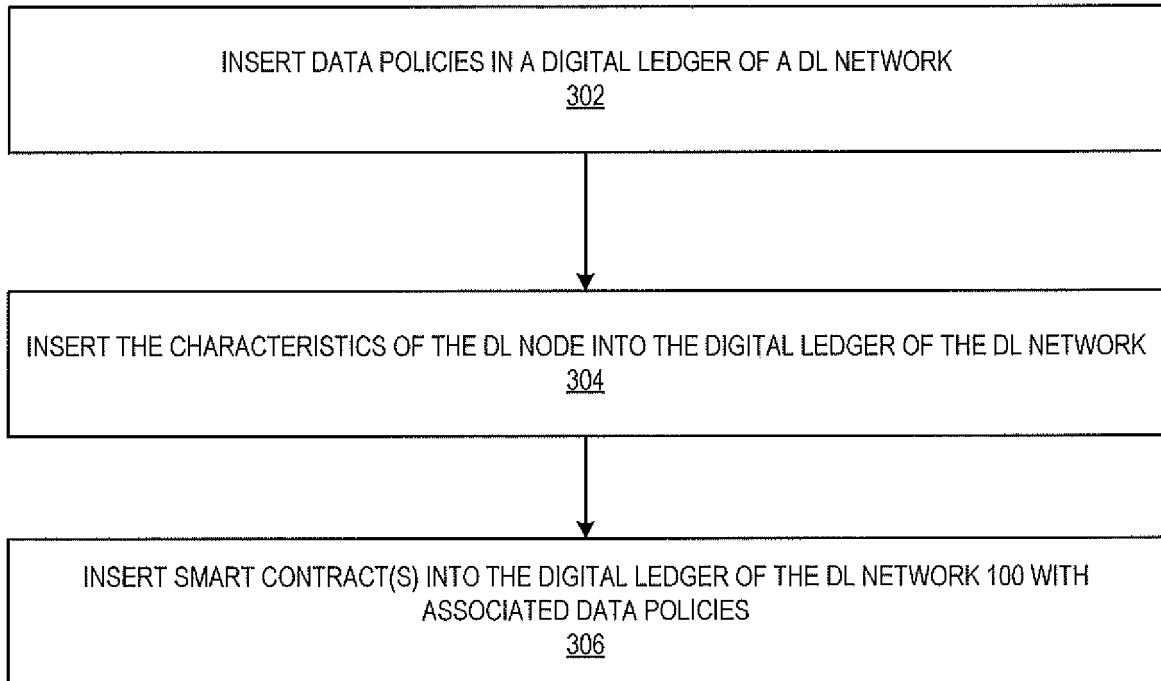 INSERT DATA POLICIES IN A DIGITAL LEDGER OF A DL NETWORK
302
INSERT THE CHARACTERISTICS OF THE DL NODE INTO THE DIGITAL LEDGER OF THE DL NETWORK
304
INSERT SMART CONTRACT(S) INTO THE DIGITAL LEDGER OF THE DL NETWORK 100 WITH
ASSOCIATED DATA POLICIES
306